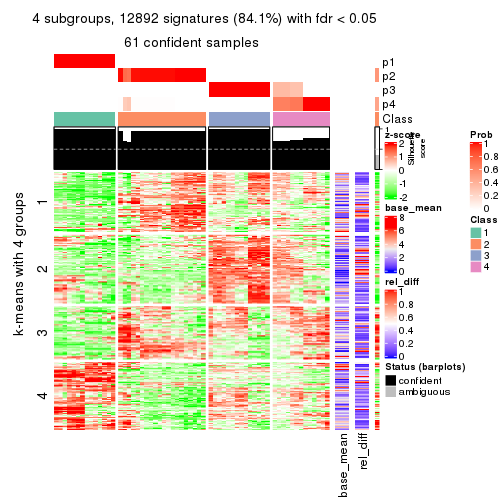 4 subgroups, 12892 signatures (84.1%) with fdr < 0.05
61 confident samples
p1
p2
p3
p4
Class
1
Silhouette
score
k-means with 4 groups
1
2
3
4
base_mean
rel_diff
z-score
2
1
0
-1
-2
base_mean
8
6
4
2
0
rel_diff
1
0.8
0.6
0.4
0.2
0
Status (barplots)
confident
ambiguous
Prob
1
0.8
0.6
0.4
0.2
0
Class
1
2
3
4